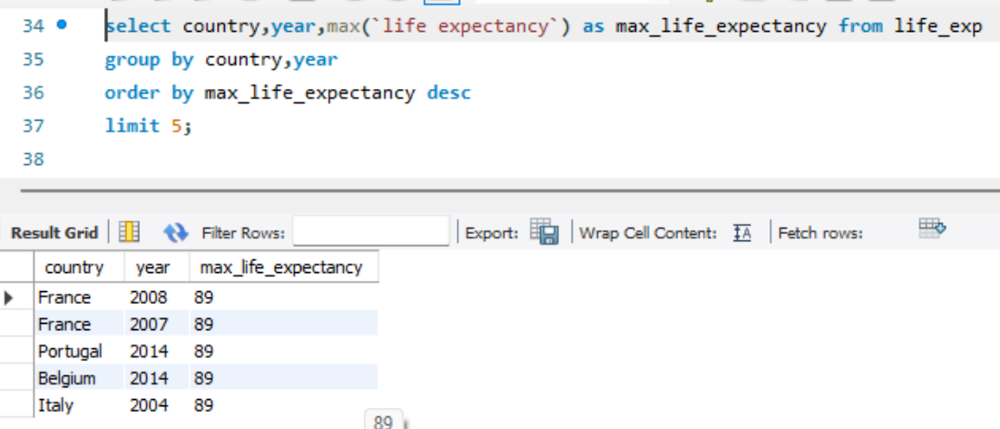 34 select country,year,max(`life expectancy`) as max_life_expectancy from life_exp
35 group by country,year
36 order by max_life_expectancy desc
37 limit 5;
38
Result Grid Filter Rows: Export: Wrap Cell Content: IA Fetch rows:
country year max_life_expectancy
France 2008 89
France 2007 89
Portugal 2014 89
Belgium 2014 89
Italy 2004 89
89